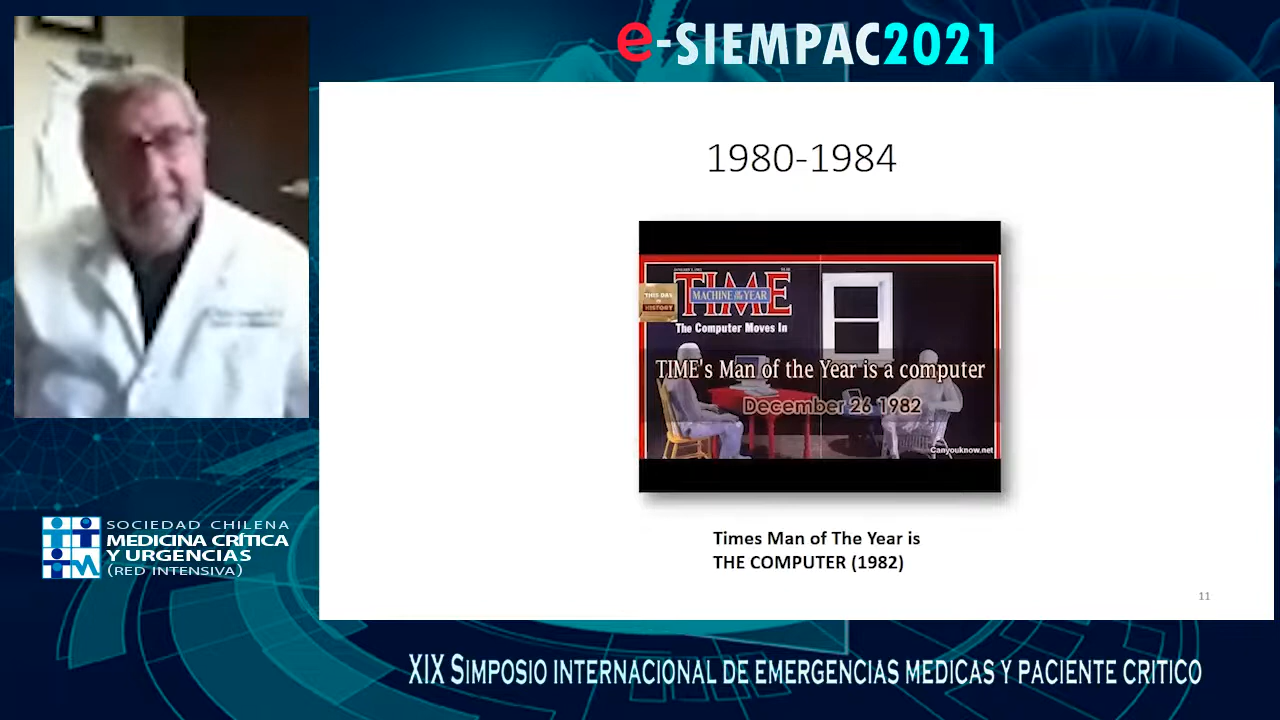 e-SIEMPAC2021
1980-1984
TIME
MACHINE OF THE YEAR
THIS DAY
IN
HISTORY
The Computer Moves In
TIME's Man of the Year is a computer
December 26 1982
Canyouknow.net
Times Man of The Year is
THE COMPUTER (1982)
11
SOCIEDAD CHILENA
MEDICINA CRÍTICA
Y URGENCIAS
(RED INTENSIVA)
XIX SIMPOSIO INTERNACIONAL DE EMERGENCIAS MEDICAS Y PACIENTE CRITICO